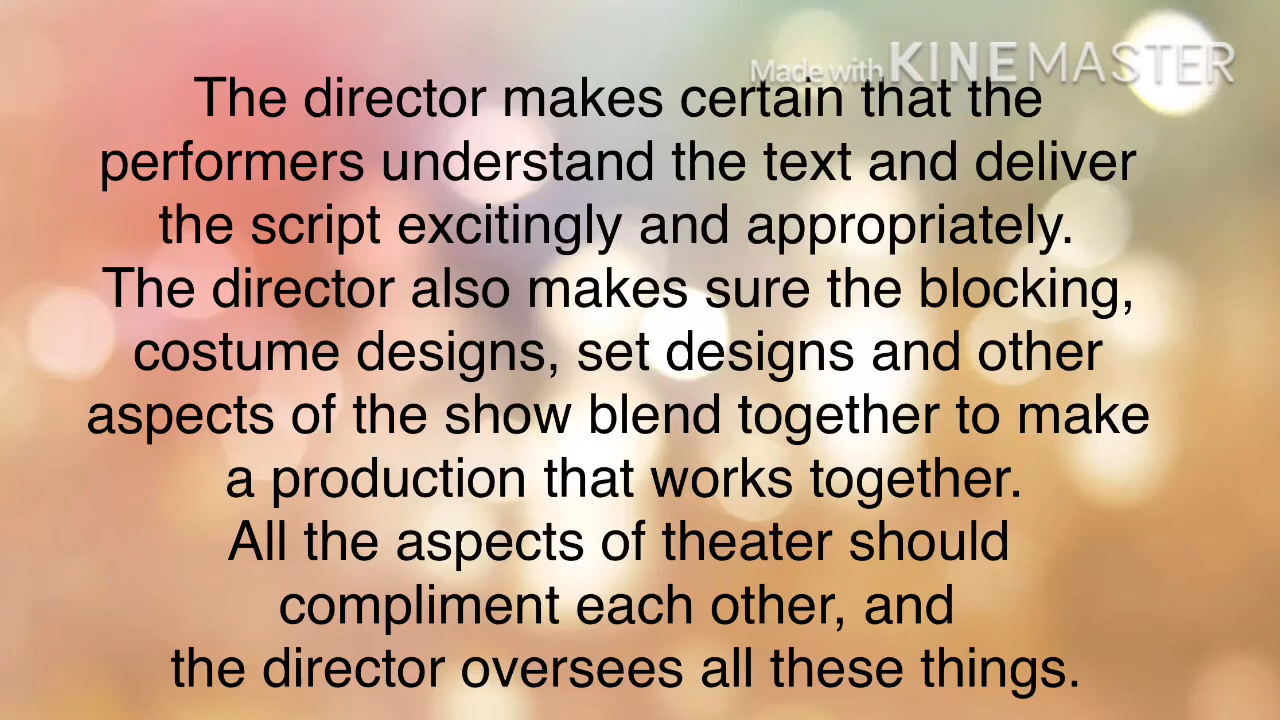 Made with KINEMASTER
The director makes certain that the
performers understand the text and deliver
the script excitingly and appropriately.
The director also makes sure the blocking,
costume designs, set designs and other
aspects of the show blend together to make
a production that works together.
All the aspects of theater should
compliment each other, and
the director oversees all these things.